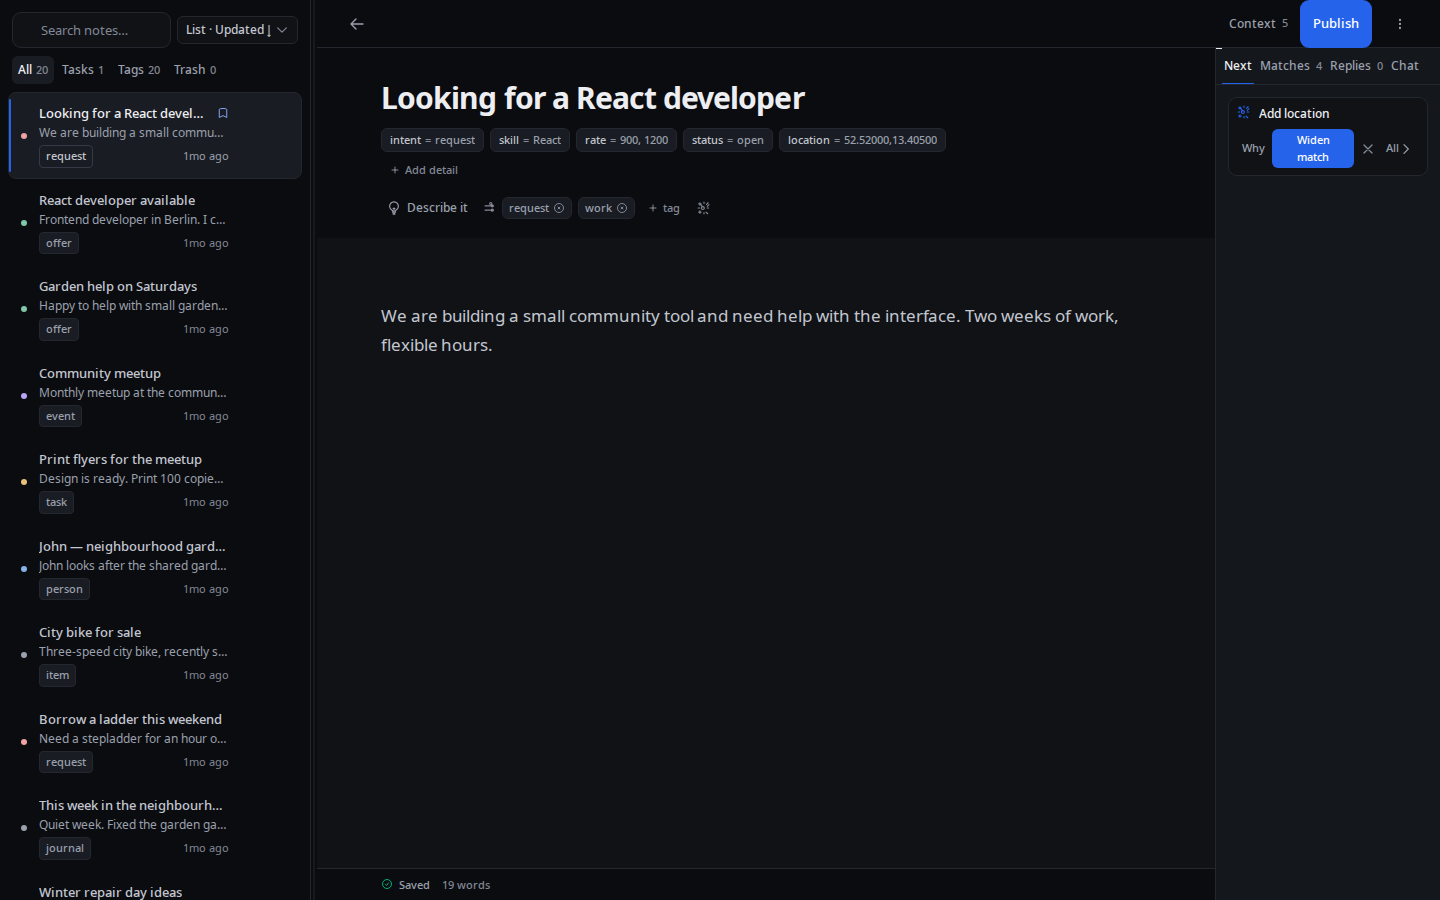 Search notes...
List · Updated
All 20
Tasks 1
Tags 20
Trash 0
Looking for a React devel...
We are building a small commu...
request
1mo ago
React developer available
Frontend developer in Berlin. I c...
offer
1mo ago
Garden help on Saturdays
Happy to help with small garden...
offer
1mo ago
Community meetup
Monthly meetup at the commun...
event
1mo ago
Print flyers for the meetup
Design is ready. Print 100 copie...
task
1mo ago
John — neighbourhood gard...
John looks after the shared gard...
person
1mo ago
City bike for sale
Three-speed city bike, recently s...
item
1mo ago
Borrow a ladder this weekend
Need a stepladder for an hour o...
request
1mo ago
This week in the neighbourh...
Quiet week. Fixed the garden ga...
journal
1mo ago
Winter repair day ideas
Context 5
Publish
Looking for a React developer
intent = request
skill = React
rate = 900, 1200
status = open
location = 52.52000,13.40500
+ Add detail
Describe it
request
work
+ tag
We are building a small community tool and need help with the interface. Two weeks of work,
flexible hours.
Saved
19 words
Next
Matches 4
Replies 0
Chat
Add location
Why
Widen
match
All